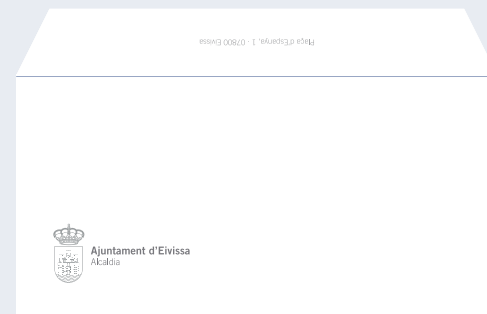 Plaça d'Espanya, 1 - 07800 Eivissa
Ajuntament d'Eivissa
Alcaldia